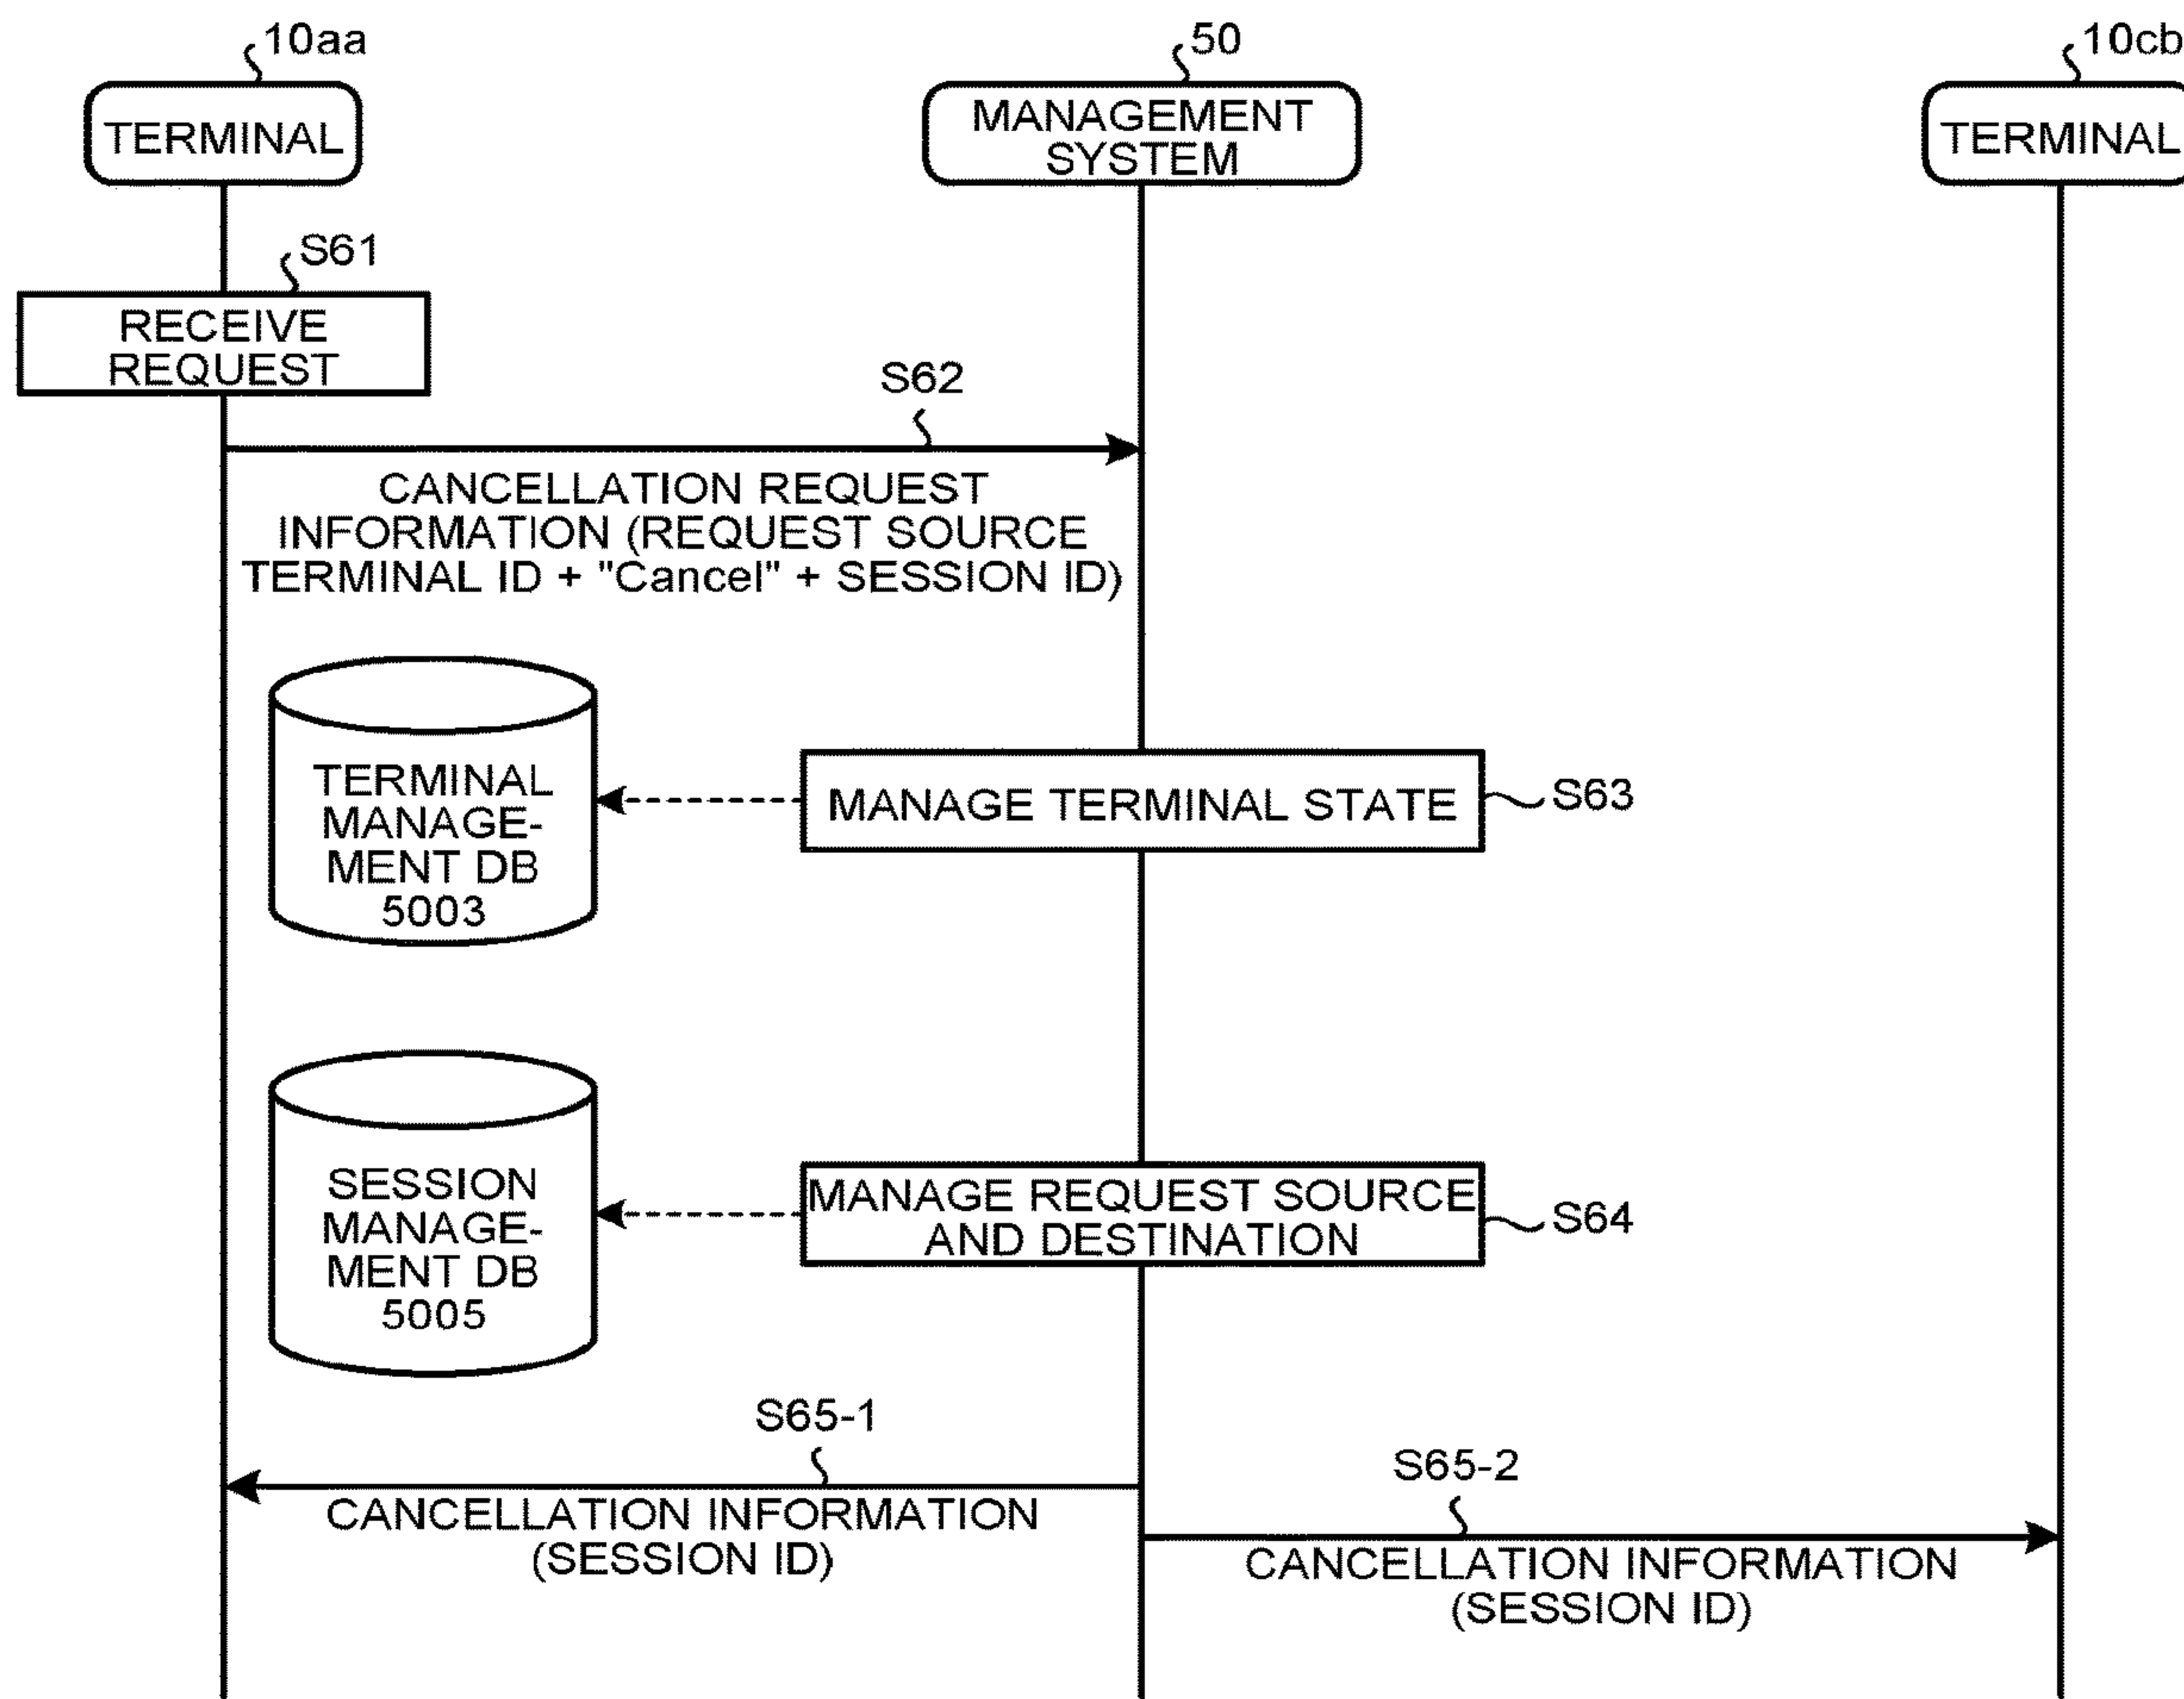 10aa
50
10cb
TERMINAL
MANAGEMENT
SYSTEM
TERMINAL
S61
RECEIVE
REQUEST
S62
CANCELLATION REQUEST
INFORMATION (REQUEST SOURCE
TERMINAL ID + "Cancel" + SESSION ID)
TERMINAL
MANAGE-
MENT DB
5003
MANAGE TERMINAL STATE
S63
SESSION
MANAGE-
MENT DB
5005
MANAGE REQUEST SOURCE
AND DESTINATION
S64
S65-1
CANCELLATION INFORMATION
(SESSION ID)
S65-2
CANCELLATION INFORMATION
(SESSION ID)